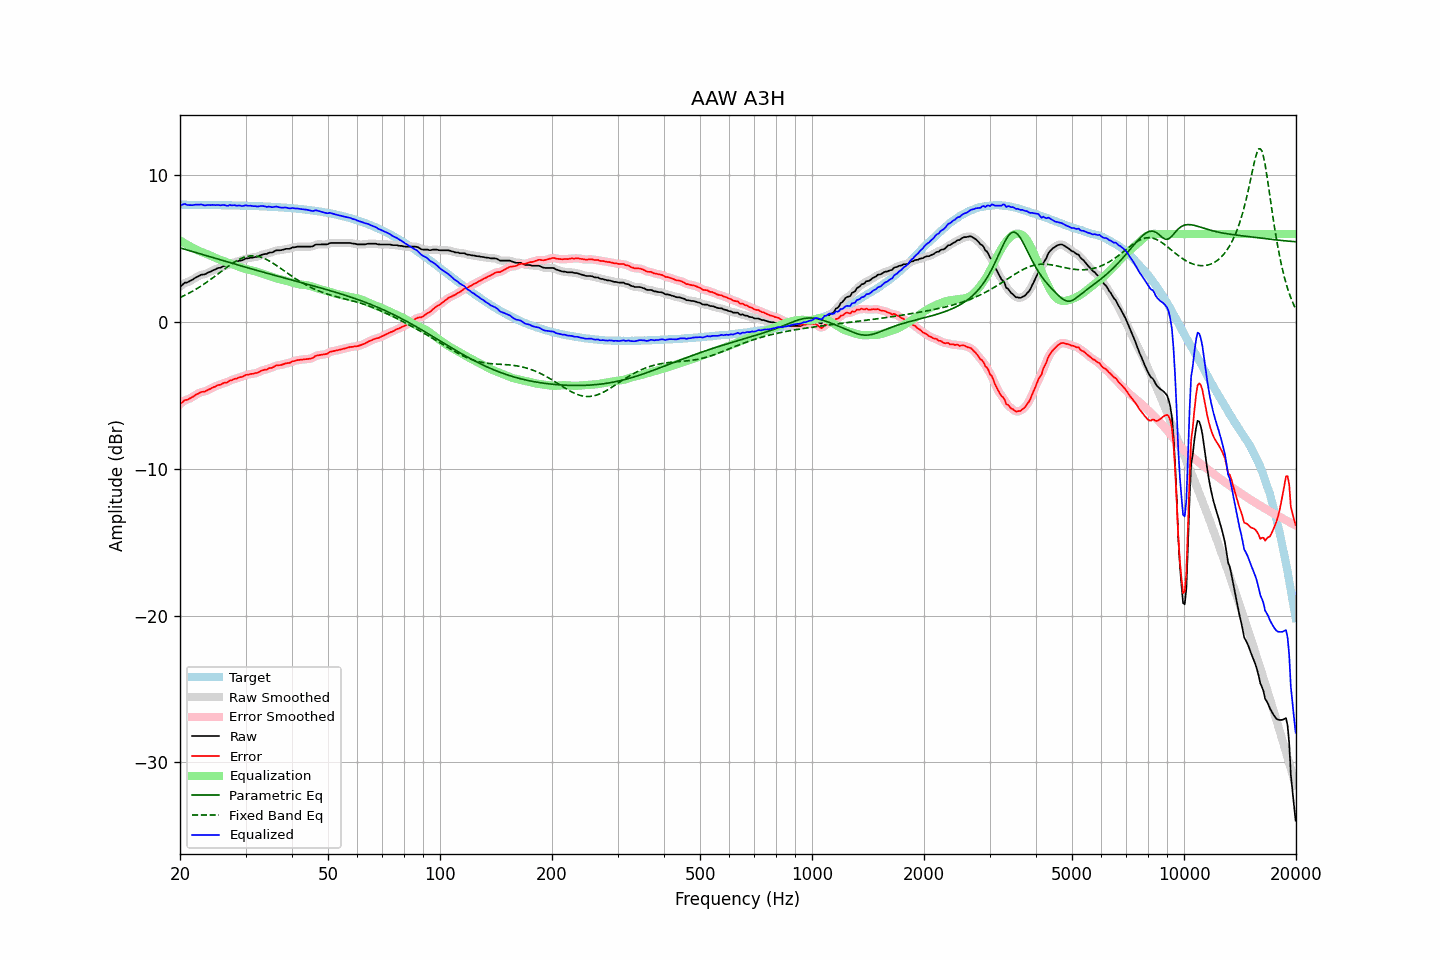 AAW A3H
10
0
−10
−20
−30
Amplitude (dBr)
Target
Raw Smoothed
Error Smoothed
Raw
Error
Equalization
Parametric Eq
Fixed Band Eq
Equalized
20 50 100 200 500 1000 2000 5000 10000 20000
Frequency (Hz)